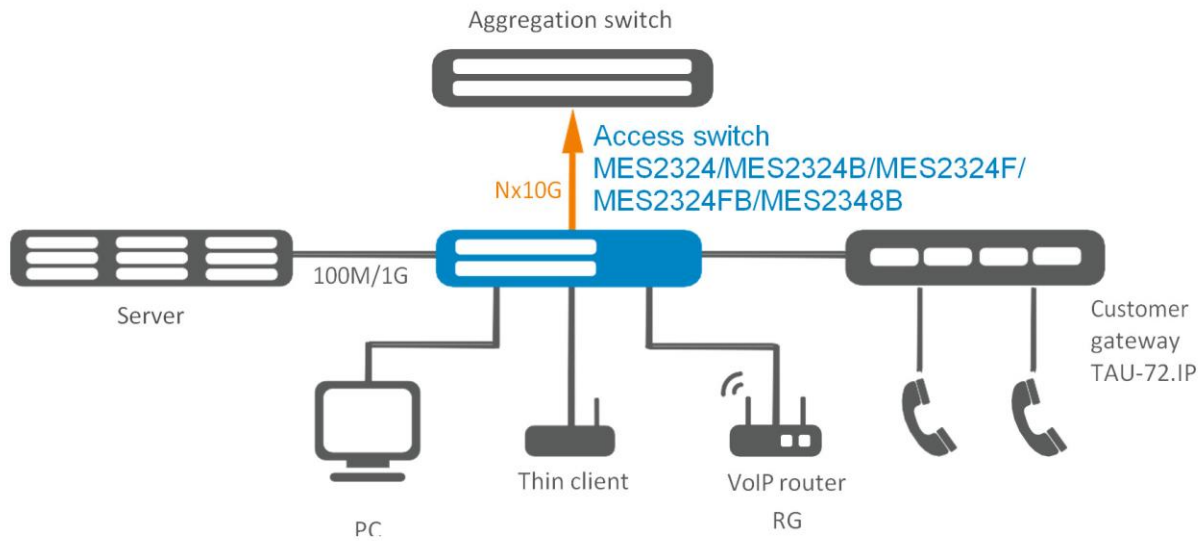 Aggregation switch
Access switch
MES2324/MES2324B/MES2324F/
MES2324FB/MES2348B
Nx10G
100M/1G
Server
Customer
gateway
TAU-72.IP
Thin client
VoIP router
RG
PC